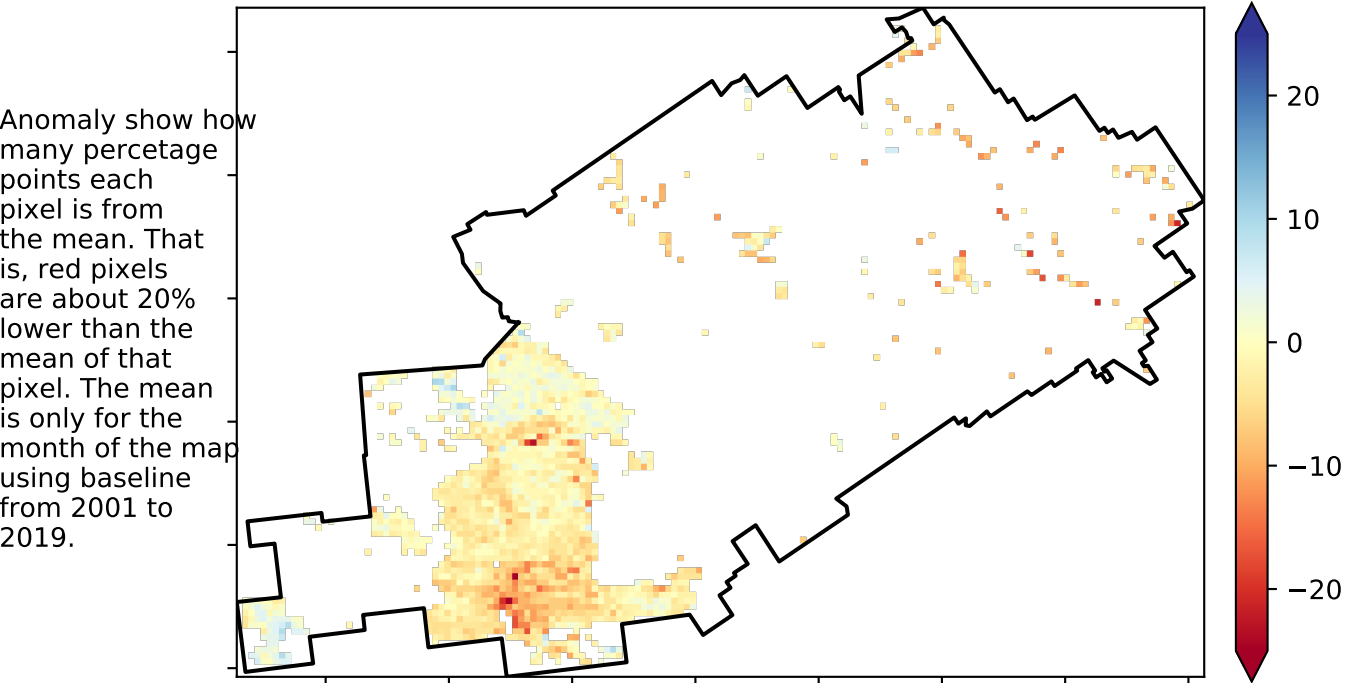 Anomaly show how
many percetage
points each
pixel is from
the mean. That
is, red pixels
are about 20%
lower than the
mean of that
pixel. The mean
is only for the
month of the map
using baseline
from 2001 to
2019.
20
10
0
−10
−20